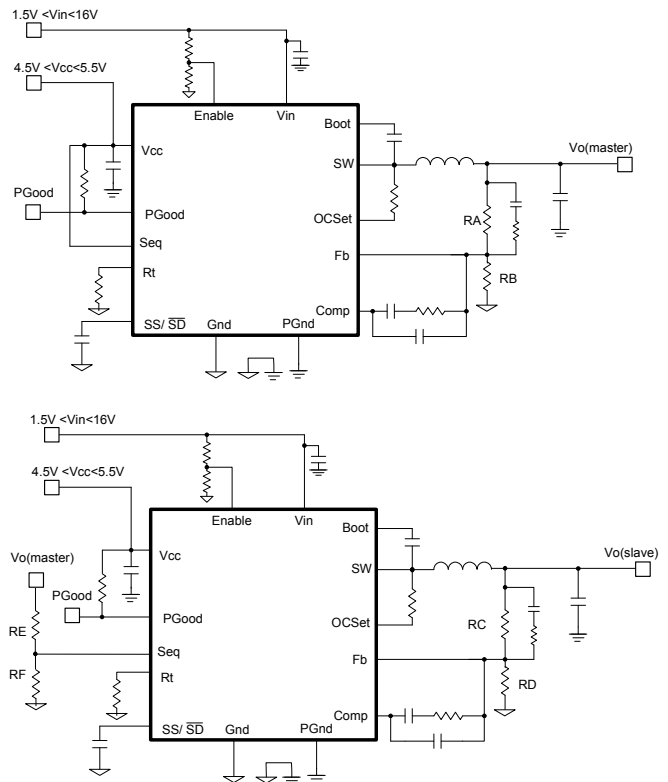 1.5V <Vin<16V
4.5V <Vcc<5.5V
Enable
Vin
Boot
Vcc
Vo(master)
SW
PGood
PGood
OCSet
RA
Seq
Fb
RB
Rt
Comp
SS/ SD
Gnd
PGnd
1.5V <Vin<16V
4.5V <Vcc<5.5V
Enable
Vin
Boot
Vo(master)
Vcc
Vo(slave)
SW
PGood
RE
PGood
OCSet
RC
Seq
Fb
RF
Rt
RD
Comp
SS/ SD
Gnd
PGnd